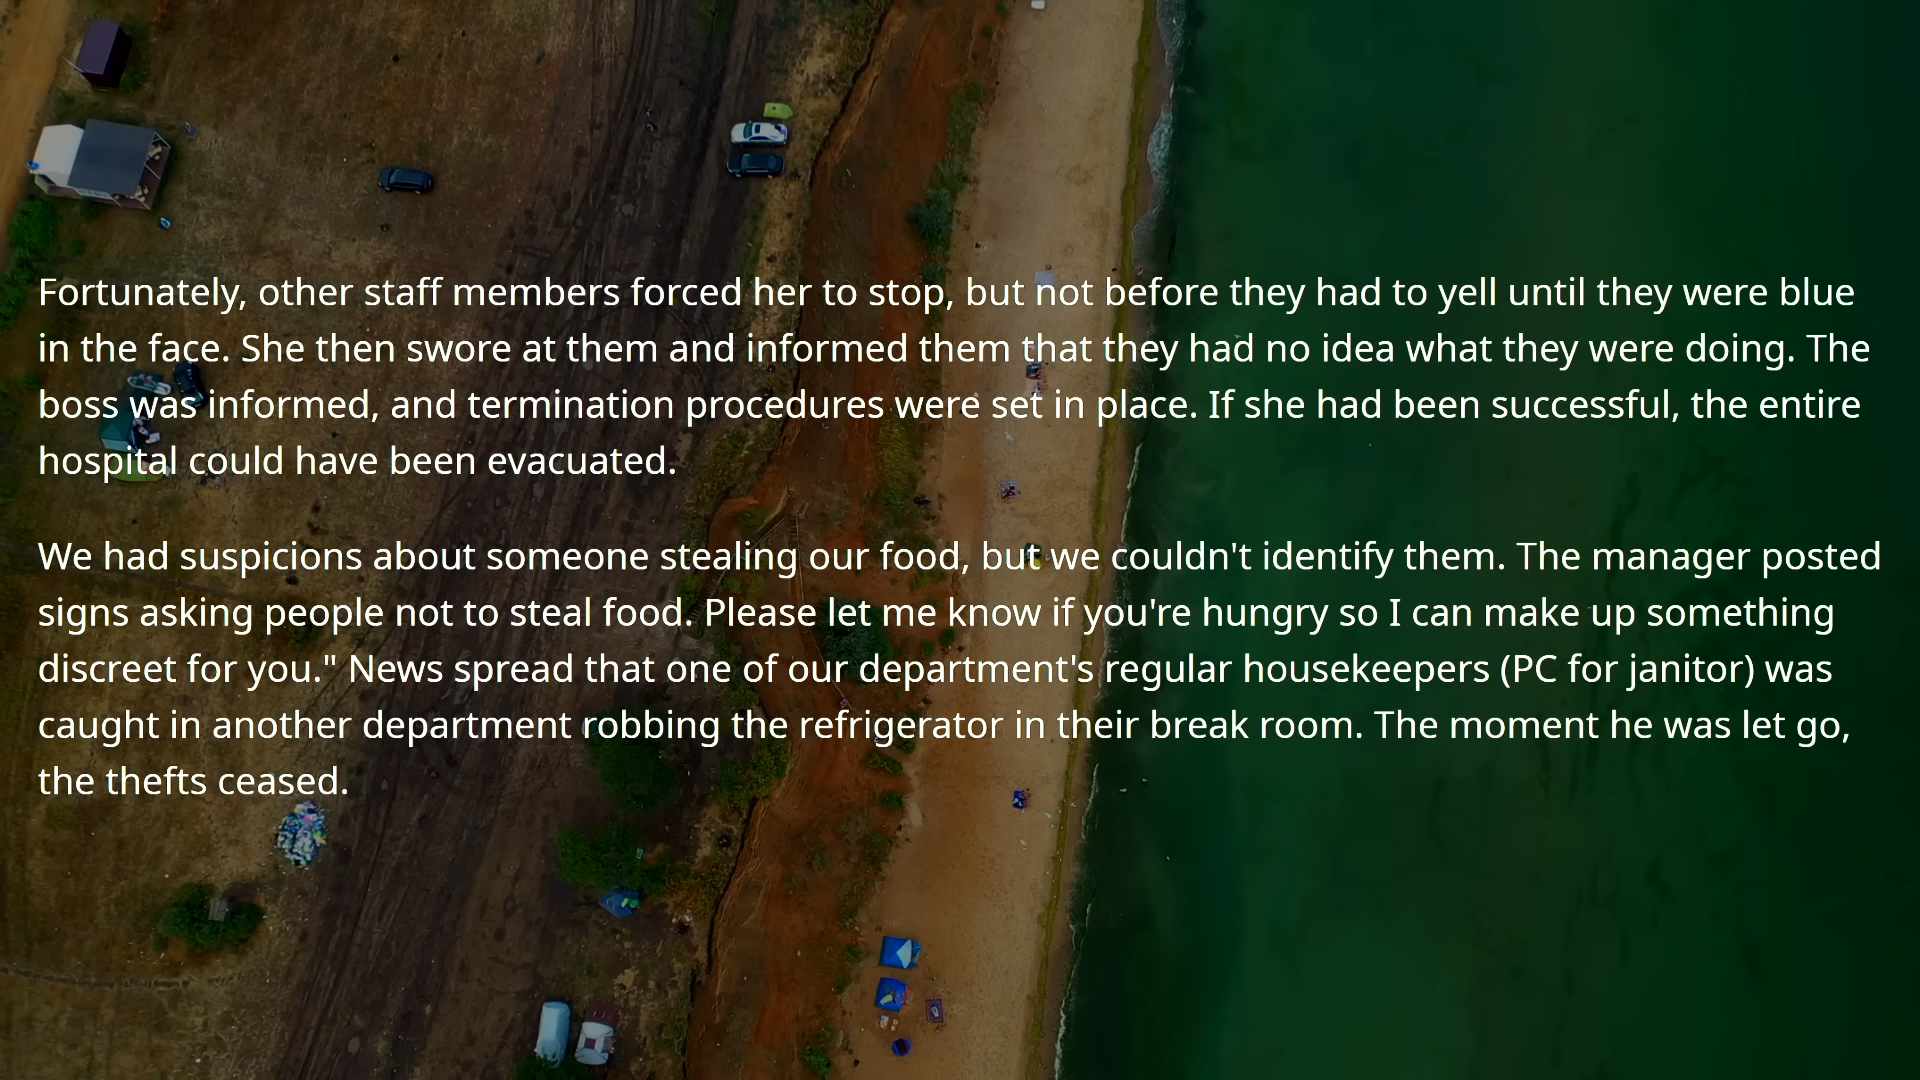 Fortunately, other staff members forced her to stop, but not before they had to yell until they were blue
in the face. She then swore at them and informed them that they had no idea what they were doing. The
boss was informed, and termination procedures were set in place. If she had been successful, the entire
hospital could have been evacuated.
We had suspicions about someone stealing our food, but we couldn't identify them. The manager posted
signs asking people not to steal food. Please let me know if you're hungry so I can make up something
discreet for you." News spread that one of our department's regular housekeepers (PC for janitor) was
caught in another department robbing the refrigerator in their break room. The moment he was let go,
the thefts ceased.